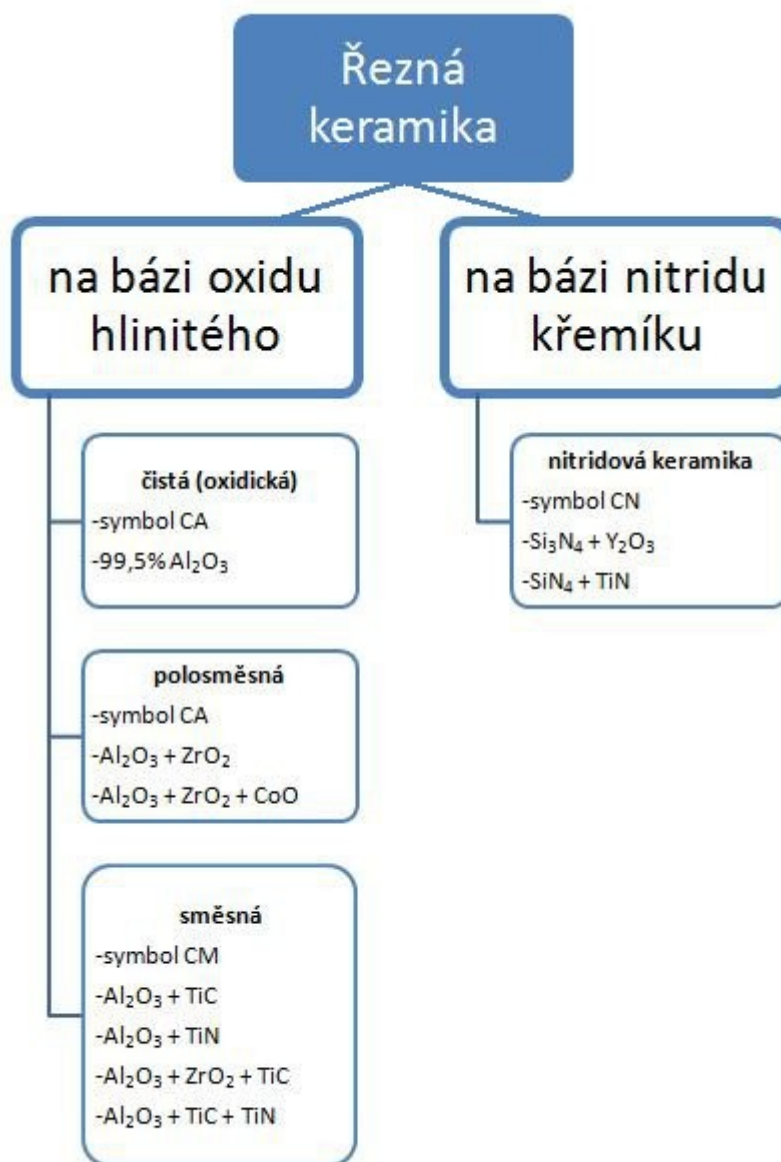 Řezná
keramika
na bázi oxidu
hlinitého
čistá (oxidická)
-symbol CA
-99,5% Al₂O₃
polosměsná
-symbol CA
-Al₂O₃ + ZrO₂
-Al₂O₃ + ZrO₂ + CoO
směsná
-symbol CM
-Al₂O₃ + TiC
-Al₂O₃ + TiN
-Al₂O₃ + ZrO₂ + TiC
-Al₂O₃ + TiC + TiN
na bázi nitridu
křemíku
nitridová keramika
-symbol CN
-Si₃N₄ + Y₂O₃
-SiN₄ + TiN